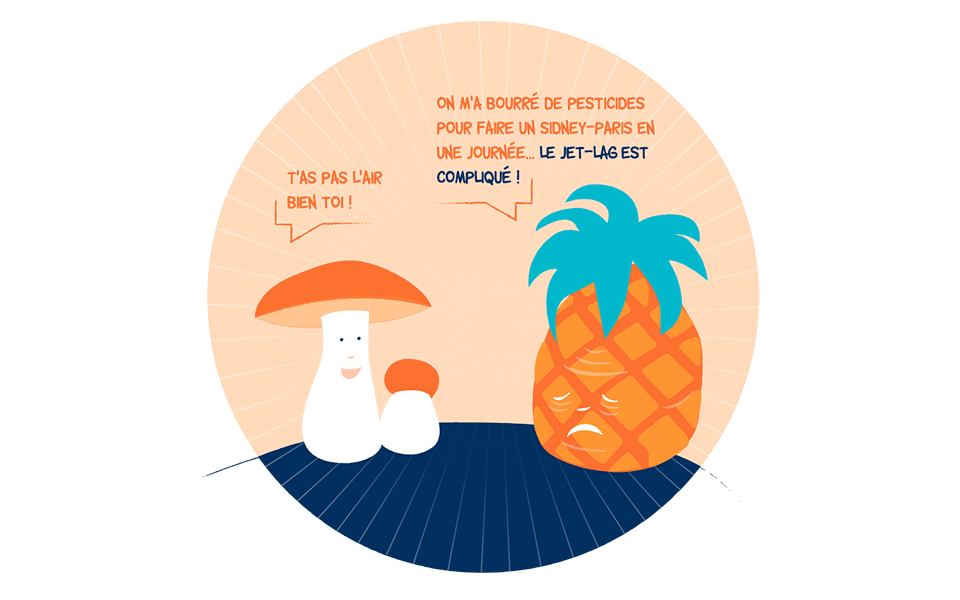 T'AS PAS L'AIR
BIEN TOI !
ON M'A BOURRÉ DE PESTICIDES
POUR FAIRE UN SIDNEY-PARIS EN
UNE JOURNÉE... LE JET-LAG EST
COMPLIQUÉ !